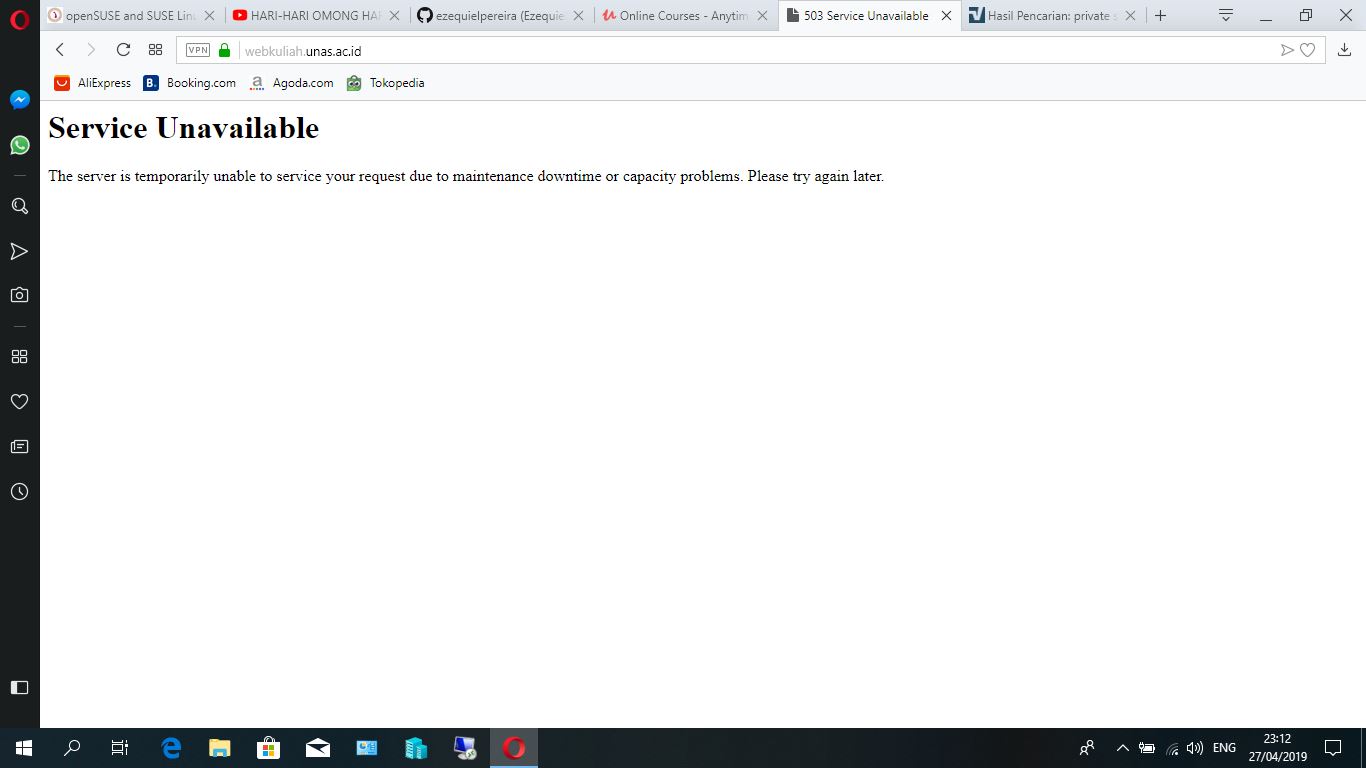 openSUSE and SUSE Linu
HARI-HARI OMONG HAR
ezequielpereira (Ezequie
Online Courses - Anytim
503 Service Unavailable
Hasil Pencarian: private s
VPN
webkuliah.unas.ac.id
AliExpress
B. Booking.com
a Agoda.com
Tokopedia
Service Unavailable
The server is temporarily unable to service your request due to maintenance downtime or capacity problems. Please try again later.
ENG
23:12
27/04/2019